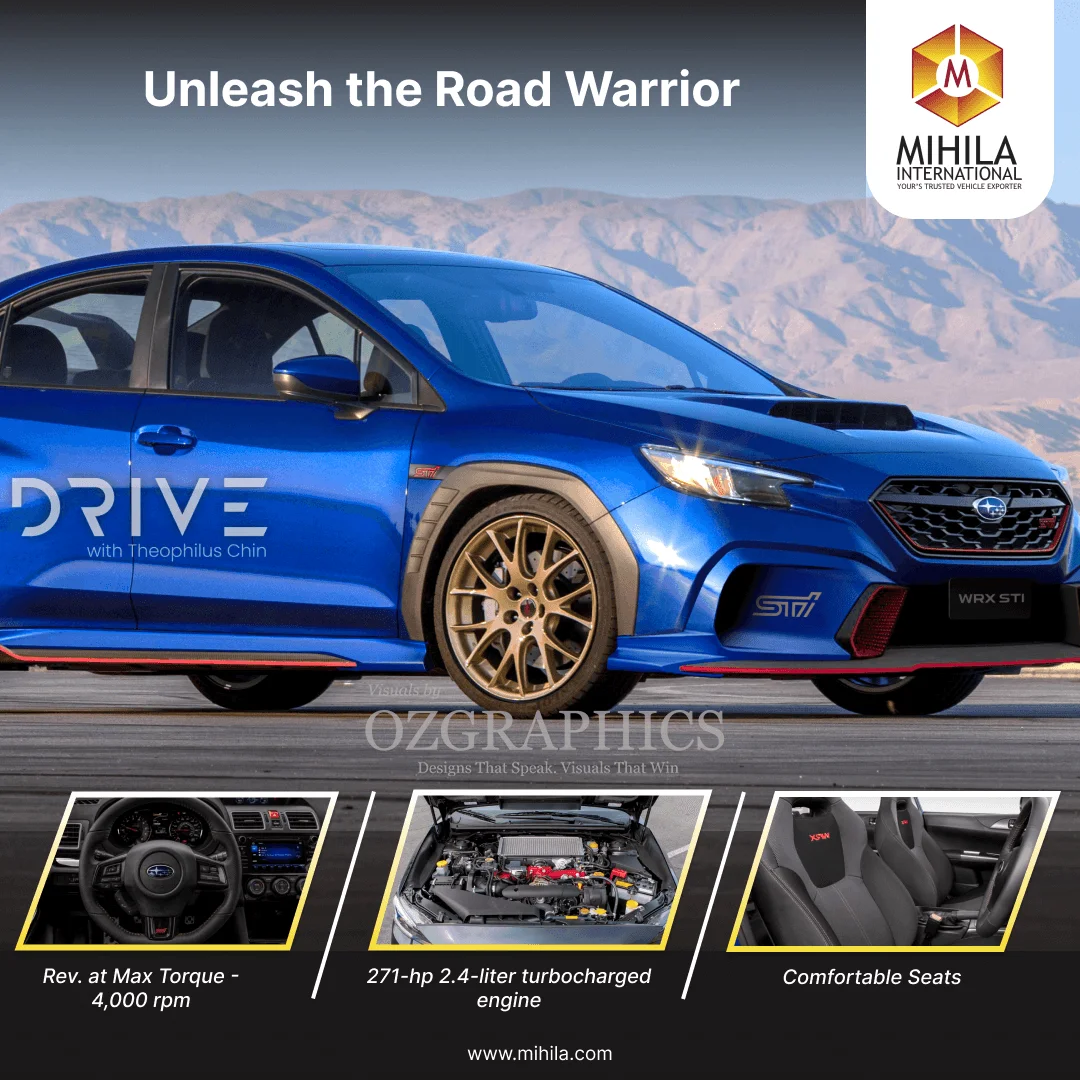 Unleash the Road Warrior
M
MIHILA
INTERNATIONAL
YOUR'S TRUSTED VEHICLE EXPORTER
DRIVE
with Theophilus Chin
STI
STI
STI
WRX STI
Visuals by
OZGRAPHICS
Designs That Speak. Visuals That Win
Rev. at Max Torque -
4,000 rpm
271-hp 2.4-liter turbocharged
engine
Comfortable Seats
www.mihila.com